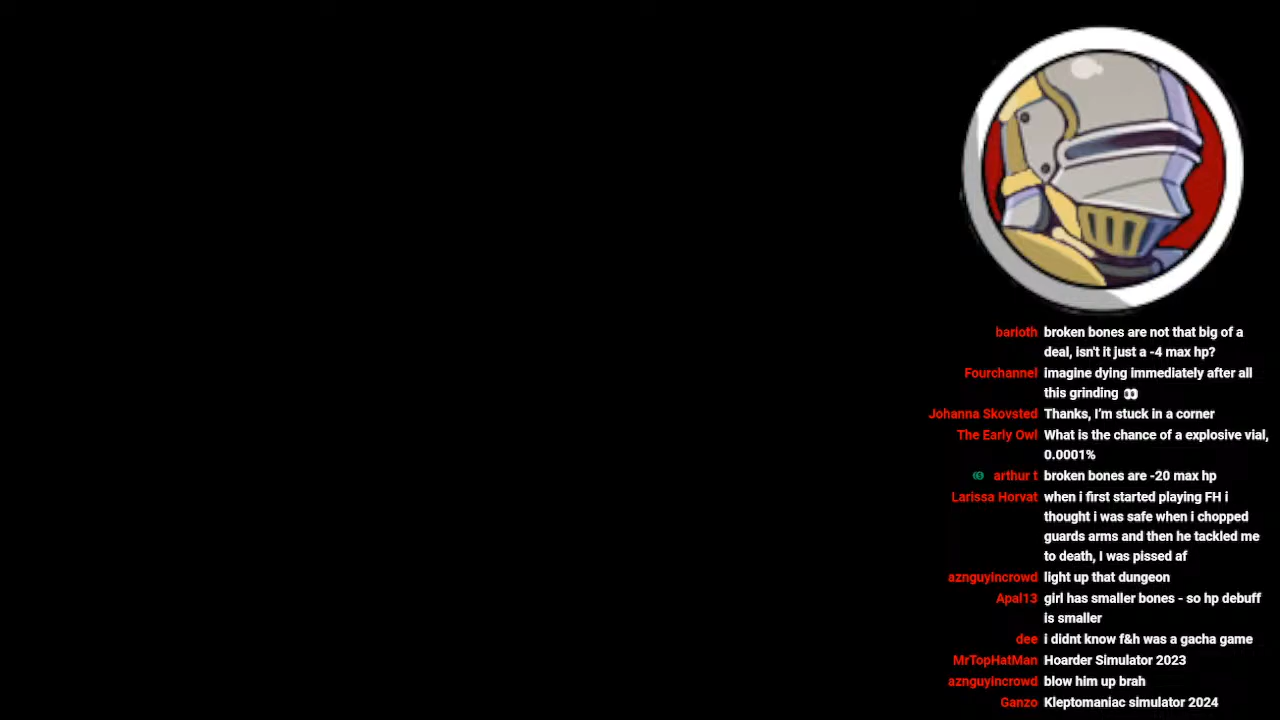 barioth broken bones are not that big of a
deal, isn't it just a -4 max hp?
Fourchannel imagine dying immediately after all
this grinding
Johanna Skovsted Thanks, I'm stuck in a corner
The Early Owl What is the chance of a explosive vial,
0.0001%
arthur t broken bones are -20 max hp
Larissa Horvat when i first started playing FH i
thought i was safe when i chopped
guards arms and then he tackled me
to death, I was pissed af
aznguyincrowd light up that dungeon
Apal13 girl has smaller bones - so hp debuff
is smaller
dee i didnt know f&h was a gacha game
MrTopHatMan Hoarder Simulator 2023
aznguyincrowd blow him up brah
Ganzo Kleptomaniac simulator 2024